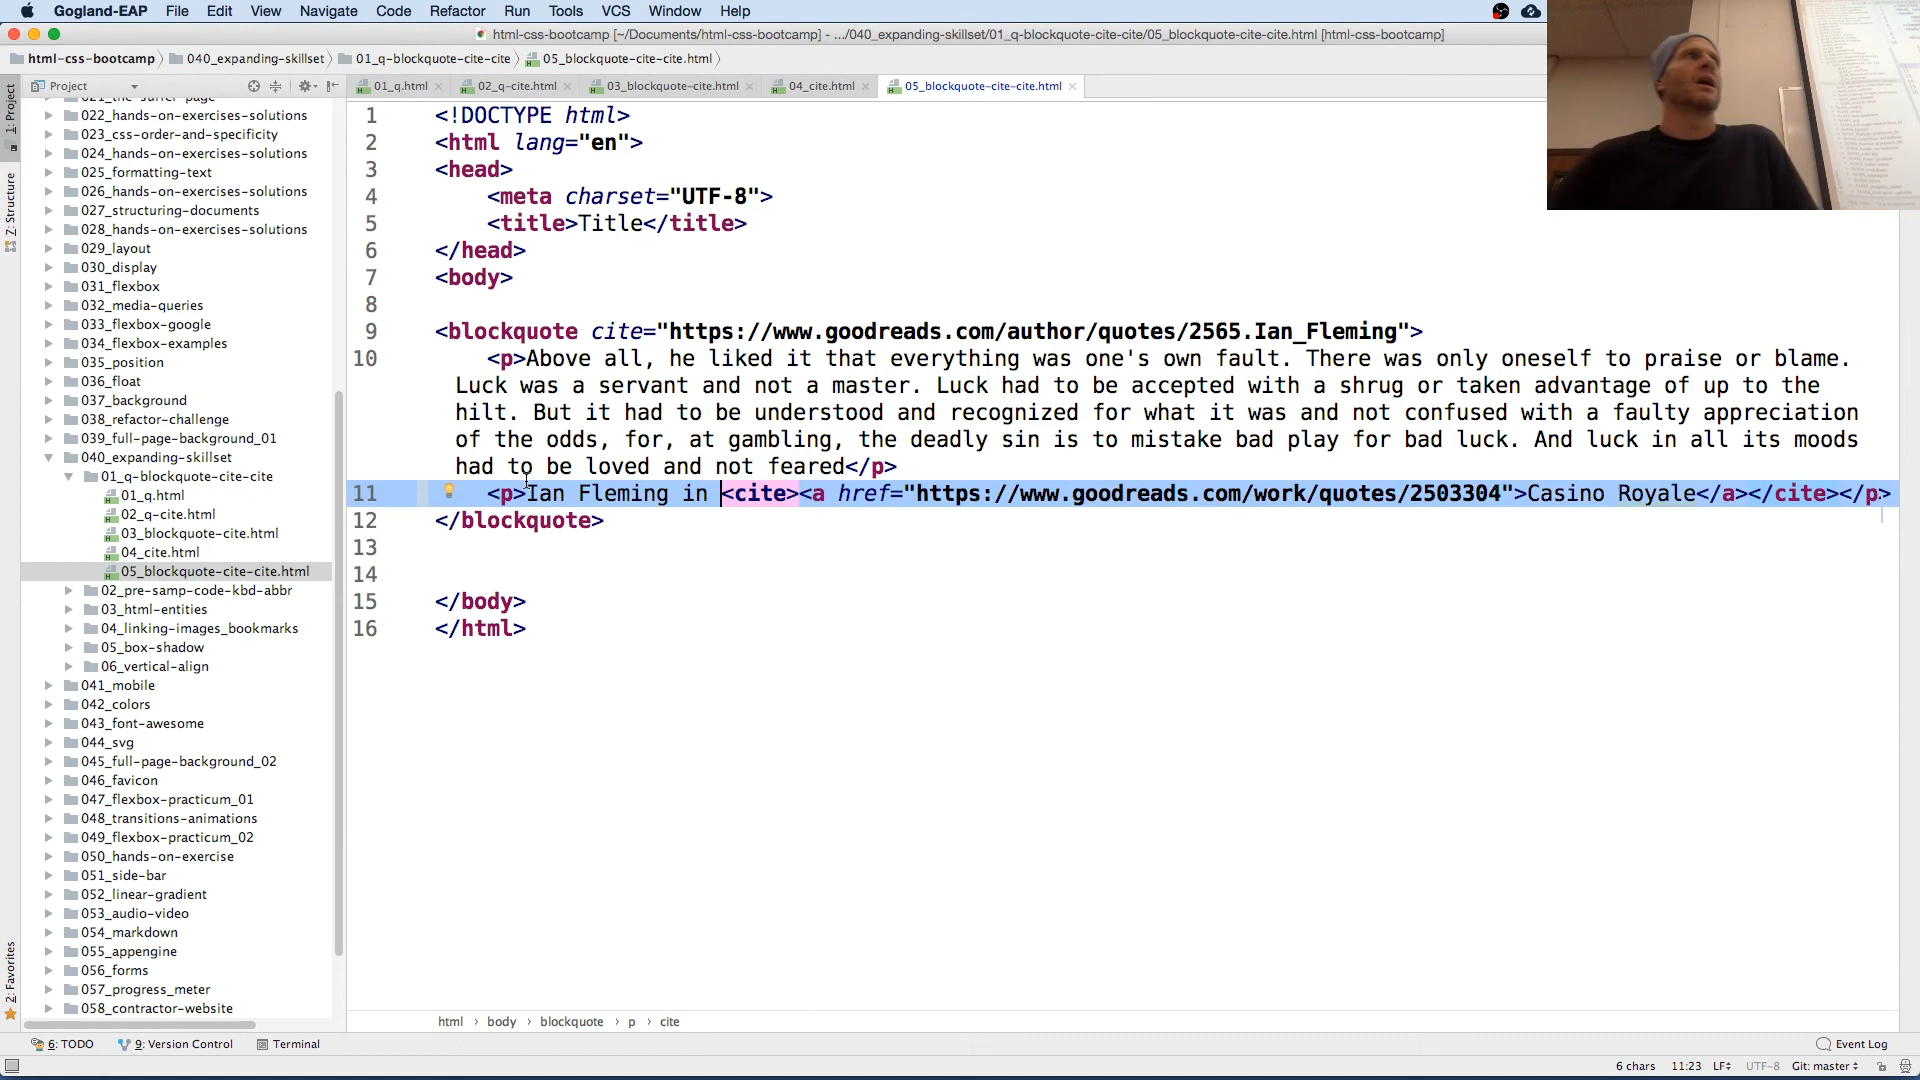 Gogland-EAP File Edit View Navigate Code Refactor Run Tools VCS Window Help
html-css-bootcamp [~/Documents/html-css-bootcamp] - .../040_expanding-skillset/01_q-blockquote-cite-cite/05_blockquote-cite-cite.html [html-css-bootcamp]
html-css-bootcamp 040_expanding-skillset 01_q-blockquote-cite-cite 05_blockquote-cite-cite.html
Project
01_q.html 02_q-cite.html 03_blockquote-cite.html 04_cite.html 05_blockquote-cite-cite.html
1: Project
Z: Structure
2: Favorites
022_hands-on-exercises-solutions
023_css-order-and-specificity
024_hands-on-exercises-solutions
025_formatting-text
026_hands-on-exercises-solutions
027_structuring-documents
028_hands-on-exercises-solutions
029_layout
030_display
031_flexbox
032_media-queries
033_flexbox-google
034_flexbox-examples
035_position
036_float
037_background
038_refactor-challenge
039_full-page-background_01
040_expanding-skillset
01_q-blockquote-cite-cite
01_q.html
02_q-cite.html
03_blockquote-cite.html
04_cite.html
05_blockquote-cite-cite.html
02_pre-samp-code-kbd-abbr
03_html-entities
04_linking-images_bookmarks
05_box-shadow
06_vertical-align
041_mobile
042_colors
043_font-awesome
044_svg
045_full-page-background_02
046_favicon
047_flexbox-practicum_01
048_transitions-animations
049_flexbox-practicum_02
050_hands-on-exercise
051_side-bar
052_linear-gradient
053_audio-video
054_markdown
055_appengine
056_forms
057_progress_meter
058_contractor-website
1 <!DOCTYPE html>
2 <html lang="en">
3 <head>
4 <meta charset="UTF-8">
5 <title>Title</title>
6 </head>
7 <body>
8
9 <blockquote cite="https://www.goodreads.com/author/quotes/2565.Ian_Fleming">
10 <p>Above all, he liked it that everything was one's own fault. There was only oneself to praise or blame.
Luck was a servant and not a master. Luck had to be accepted with a shrug or taken advantage of up to the
hilt. But it had to be understood and recognized for what it was and not confused with a faulty appreciation
of the odds, for, at gambling, the deadly sin is to mistake bad play for bad luck. And luck in all its moods
had to be loved and not feared</p>
11 <p>Ian Fleming in <cite><a href="https://www.goodreads.com/work/quotes/2503304">Casino Royale</a></cite></p>
12 </blockquote>
13
14
15 </body>
16 </html>
html › body › blockquote › p › cite
6: TODO 9: Version Control Terminal Event Log
6 chars 11:23 LF UTF-8 Git: master